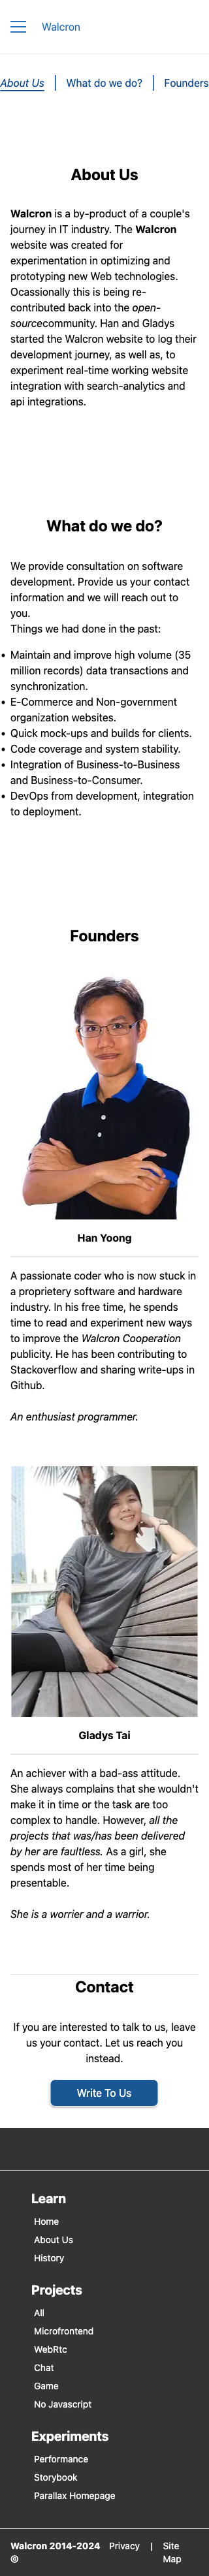 Walcron
About Us | What do we do? | Founders
About Us
Walcron is a by-product of a couple's
journey in IT industry. The Walcron
website was created for
experimentation in optimizing and
prototyping new Web technologies.
Ocassionally this is being re-
contributed back into the open-
sourcecommunity. Han and Gladys
started the Walcron website to log their
development journey, as well as, to
experiment real-time working website
integration with search-analytics and
api integrations.
What do we do?
We provide consultation on software
development. Provide us your contact
information and we will reach out to
you.
Things we had done in the past:
• Maintain and improve high volume (35
million records) data transactions and
synchronization.
• E-Commerce and Non-government
organization websites.
• Quick mock-ups and builds for clients.
• Code coverage and system stability.
• Integration of Business-to-Business
and Business-to-Consumer.
• DevOps from development, integration
to deployment.
Founders
Han Yoong
A passionate coder who is now stuck in
a proprietery software and hardware
industry. In his free time, he spends
time to read and experiment new ways
to improve the Walcron Cooperation
publicity. He has been contributing to
Stackoverflow and sharing write-ups in
Github.
An enthusiast programmer.
Gladys Tai
An achiever with a bad-ass attitude.
She always complains that she wouldn't
make it in time or the task are too
complex to handle. However, all the
projects that was/has been delivered
by her are faultless. As a girl, she
spends most of her time being
presentable.
She is a worrier and a warrior.
Contact
If you are interested to talk to us, leave
us your contact. Let us reach you
instead.
Write To Us
Learn
Home
About Us
History
Projects
All
Microfrontend
WebRtc
Chat
Game
No Javascript
Experiments
Performance
Storybook
Parallax Homepage
Walcron 2014-2024 Privacy | Site
© Map